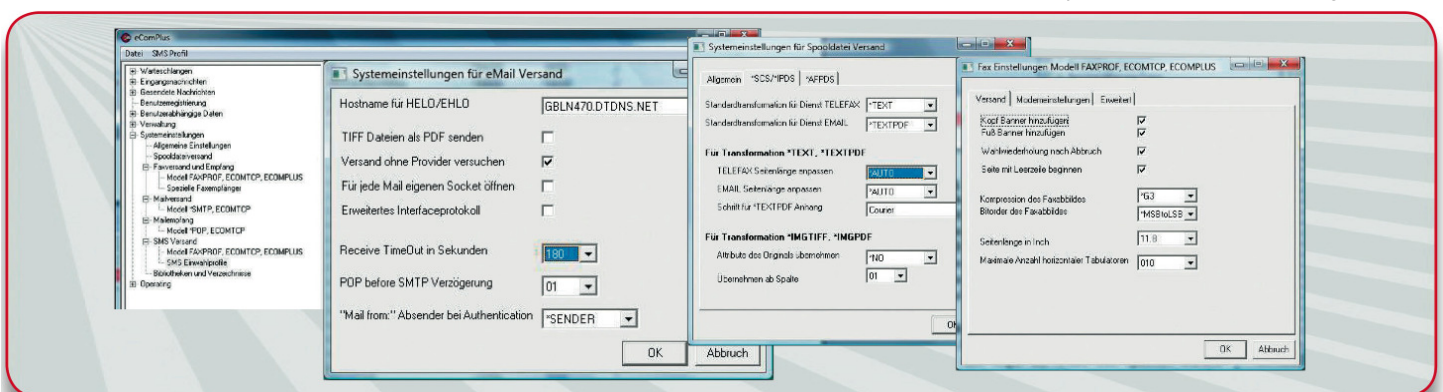 eComPlus
Datei SMS Profil
Warteschlangen
Eingangsnachrichten
Gesendete Nachrichten
Benutzerregistrierung
Benutzerabhängige Daten
Verwaltung
Systemeinstellungen
Allgemeine Einstellungen
Spooldateiversand
Faxversand und Empfang
Modell FAXPROF, ECOMTCP, ECOMPLUS
Spezielle Faxempfänger
Mailversand
Modell *SMTP, ECOMTCP
Mailempfang
Modell *POP, ECOMTCP
SMS Versand
Modell FAXPROF, ECOMTCP, ECOMPLUS
SMS Einwahlprofile
Bibliotheken und Verzeichnisse
Operating
Systemeinstellungen für eMail Versand
Hostname für HELO/EHLO GBLN470.DTDNS.NET
TIFF Dateien als PDF senden
Versand ohne Provider versuchen
Für jede Mail eigenen Socket öffnen
Erweitertes Interfaceprotokoll
Receive TimeOut in Sekunden 180
POP before SMTP Verzögerung 01
"Mail from:" Absender bei Authentication *SENDER
OK Abbruch
Systemeinstellungen für Spooldatei Versand
Allgemein *SCS/*IPDS *AFPDS
Standardtransformation für Dienst TELEFAX *TEXT
Standardtransformation für Dienst EMAIL *TEXTPDF
Für Transformation *TEXT, *TEXTPDF
TELEFAX Seitenlänge anpassen *AUTO
EMAIL Seitenlänge anpassen *AUTO
Schrift für *TEXTPDF Anhang Courier
Für Transformation *IMGTIFF, *IMGPDF
Attribute des Originals übernehmen *NO
Übernehmen ab Spalte 01
Fax Einstellungen Modell FAXPROF, ECOMTCP, ECOMPLUS
Versand Modemeinstellungen Erweitert
Kopf Banner hinzufügen
Fuß Banner hinzufügen
Wahlwiederholung nach Abbruch
Seite mit Leerzeile beginnen
Kompression des Faxabbildes *G3
Bitorder des Faxabbildes *MSBtoLSB
Seitenlänge in Inch 11.8
Maximale Anzahl horizontaler Tabulatoren 010
OK Abbruch